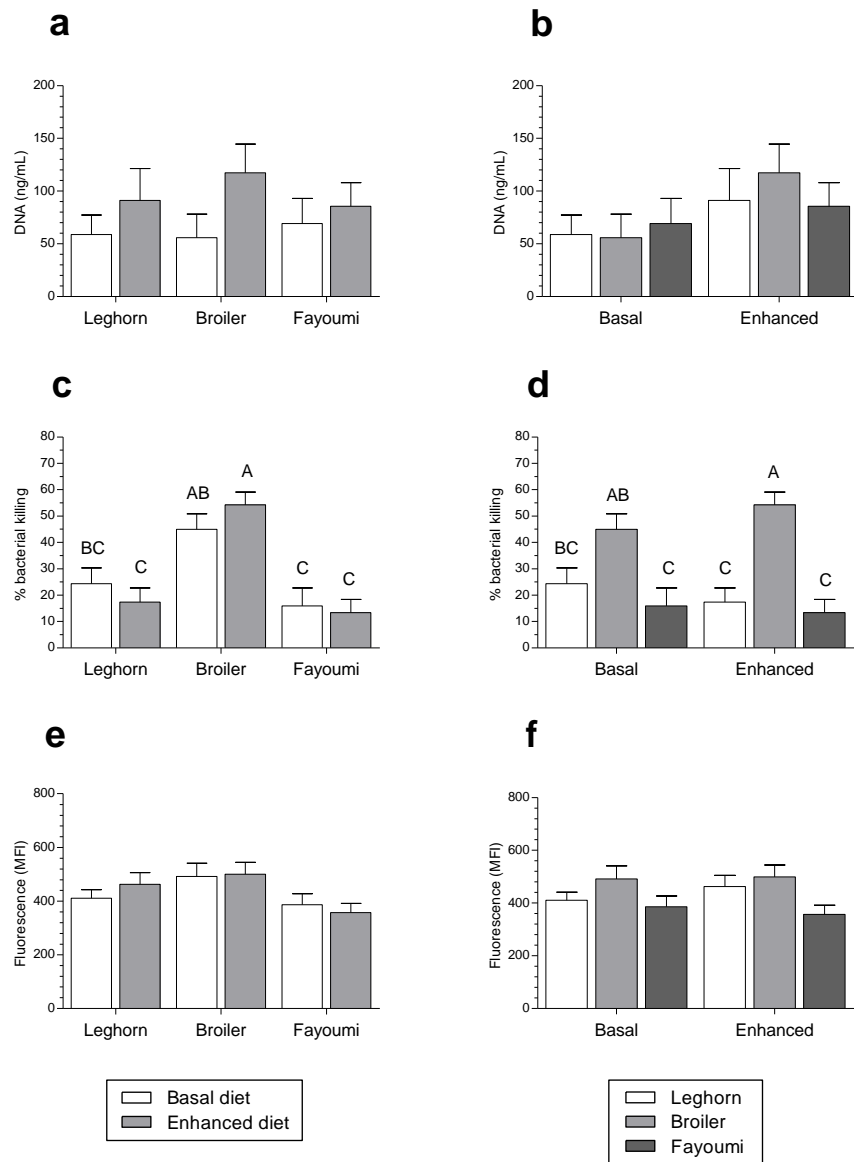 a
200
150
100
50
0
DNA (ng/mL)
Leghorn Broiler Fayoumi
b
200
150
100
50
0
DNA (ng/mL)
Basal Enhanced
c
80
70
60
50
40
30
20
10
0
% bacterial killing
BC C AB A C C
Leghorn Broiler Fayoumi
d
80
70
60
50
40
30
20
10
0
% bacterial killing
BC AB C C A C
Basal Enhanced
e
800
600
400
200
0
Fluorescence (MFI)
Leghorn Broiler Fayoumi
f
800
600
400
200
0
Fluorescence (MFI)
Basal Enhanced
Basal diet
Enhanced diet
Leghorn
Broiler
Fayoumi